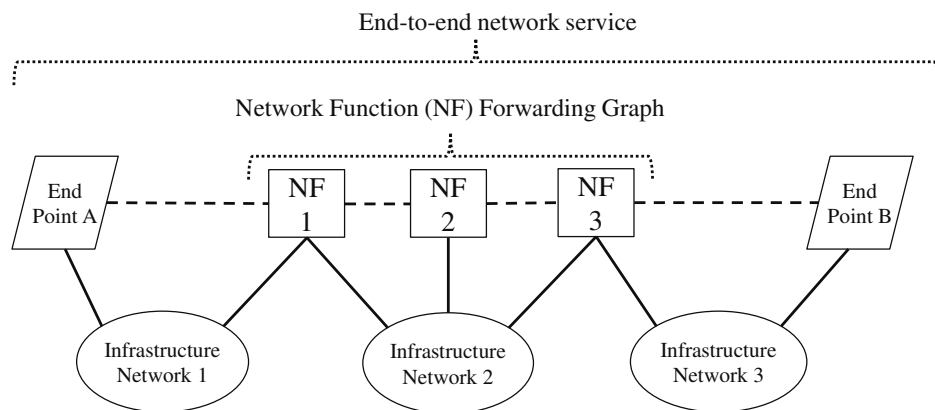 End-to-end network service
Network Function (NF) Forwarding Graph
End
Point A
NF
1
NF
2
NF
3
End
Point B
Infrastructure
Network 1
Infrastructure
Network 2
Infrastructure
Network 3